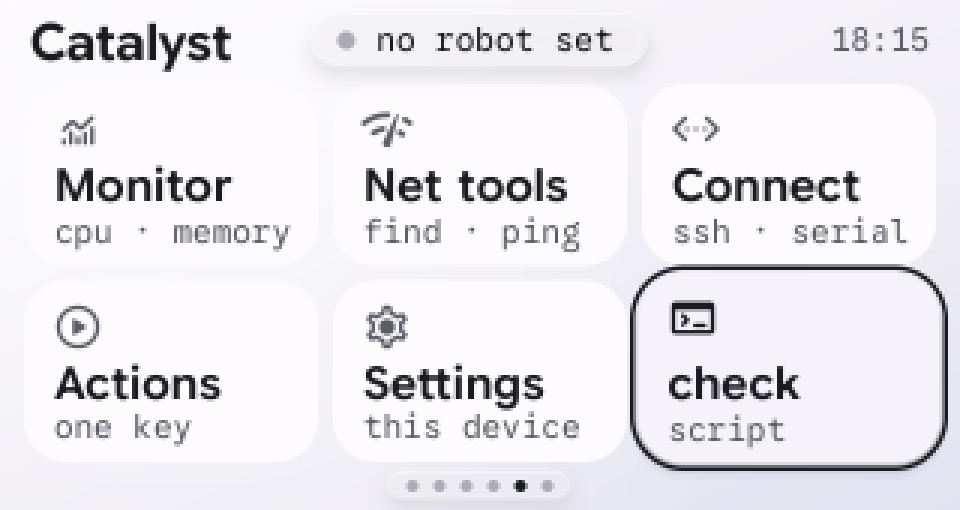 Catalyst
no robot set
18:15
Monitor
cpu · memory
Net tools
find · ping
Connect
ssh · serial
Actions
one key
Settings
this device
check
script